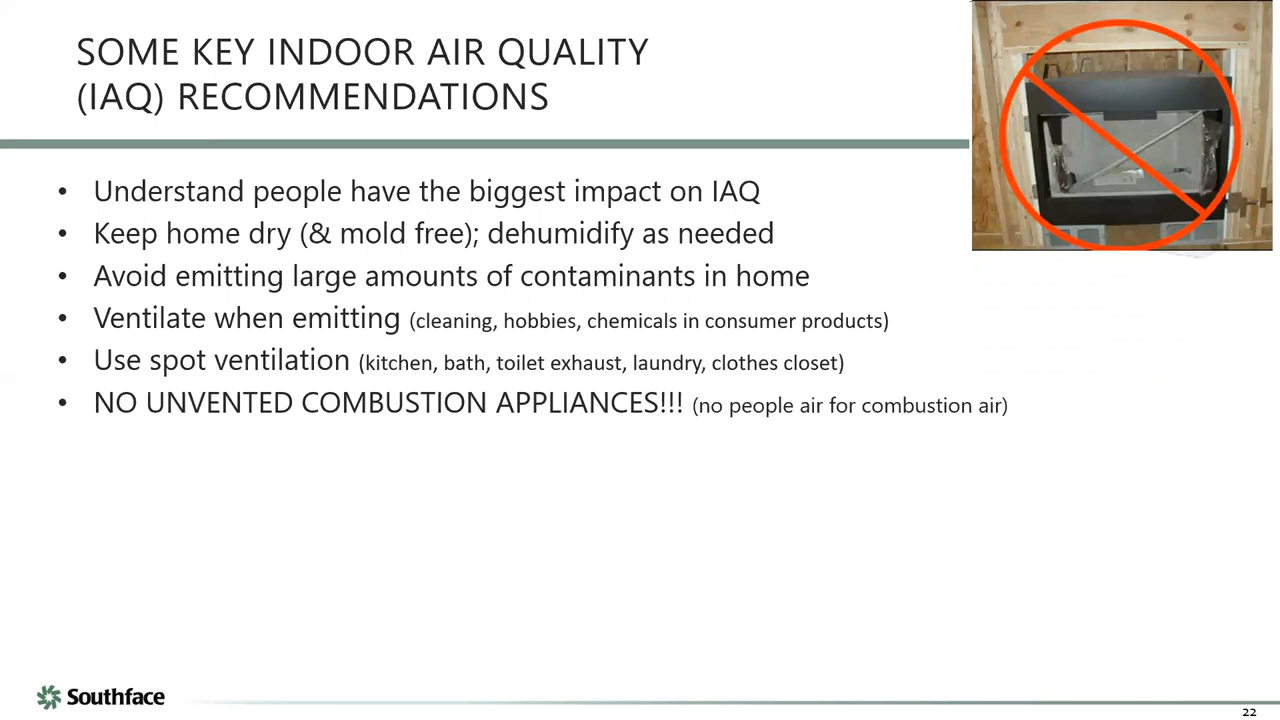 SOME KEY INDOOR AIR QUALITY
(IAQ) RECOMMENDATIONS
• Understand people have the biggest impact on IAQ
• Keep home dry (& mold free); dehumidify as needed
• Avoid emitting large amounts of contaminants in home
• Ventilate when emitting (cleaning, hobbies, chemicals in consumer products)
• Use spot ventilation (kitchen, bath, toilet exhaust, laundry, clothes closet)
• NO UNVENTED COMBUSTION APPLIANCES!!! (no people air for combustion air)
Southface
22